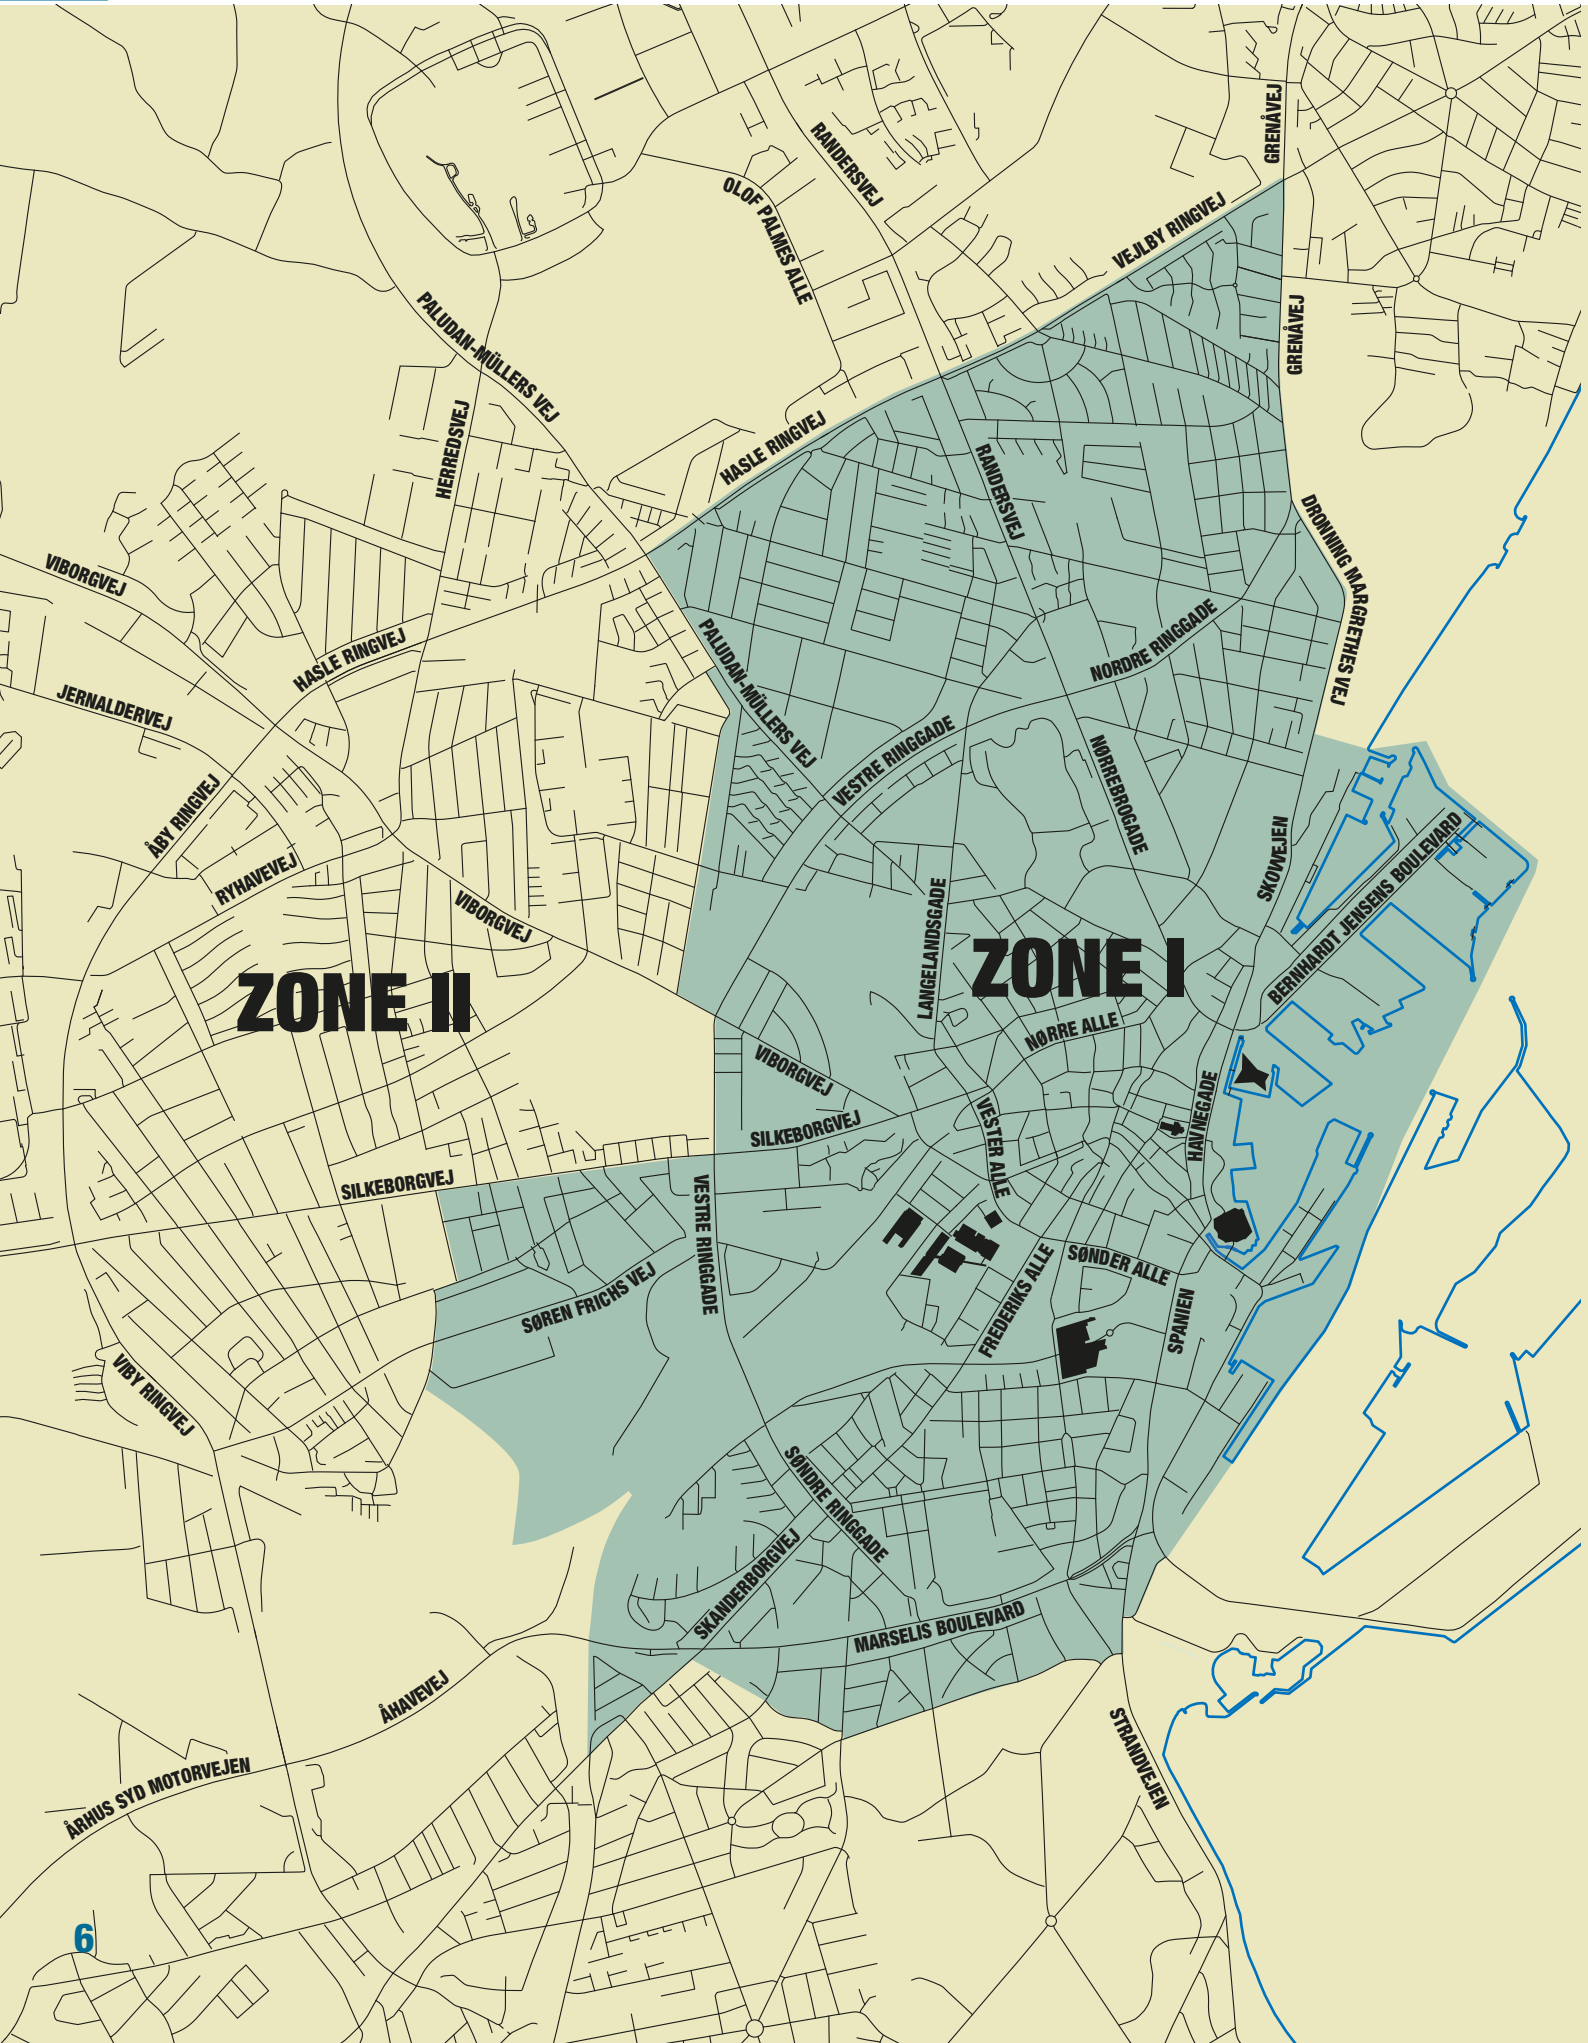 GRENÅVEJ
RANDERSVEJ
OLOF PALMES ALLE
VEJLBY RINGVEJ
PALUDAN-MÜLLERS VEJ
GRENÅVEJ
HERREDSVEJ
HASLE RINGVEJ
RANDERSVEJ
DRONNING MARGRETHES VEJ
VIBORGVEJ
HASLE RINGVEJ
PALUDAN-MÜLLERS VEJ
NORDRE RINGGADE
JERNALDERVEJ
VESTRE RINGGADE
NØRREBROGADE
ÅBY RINGVEJ
SKOVVEJEN
BERNHARDT JENSENS BOULEVARD
RYHAVEVEJ
VIBORGVEJ
LANGELANDSGADE
ZONE I
ZONE II
NØRRE ALLE
VIBORGVEJ
HAVNEGADE
SILKEBORGVEJ
VESTER ALLE
SILKEBORGVEJ
VESTRE RINGGADE
SØNDER ALLE
FREDERIKS ALLE
SØREN FRICHS VEJ
SPANIEN
VIBY RINGVEJ
SØNDRE RINGGADE
SKANDERBORGVEJ
MARSELIS BOULEVARD
ÅHAVEVEJ
STRANDVEJEN
ÅRHUS SYD MOTORVEJEN
6